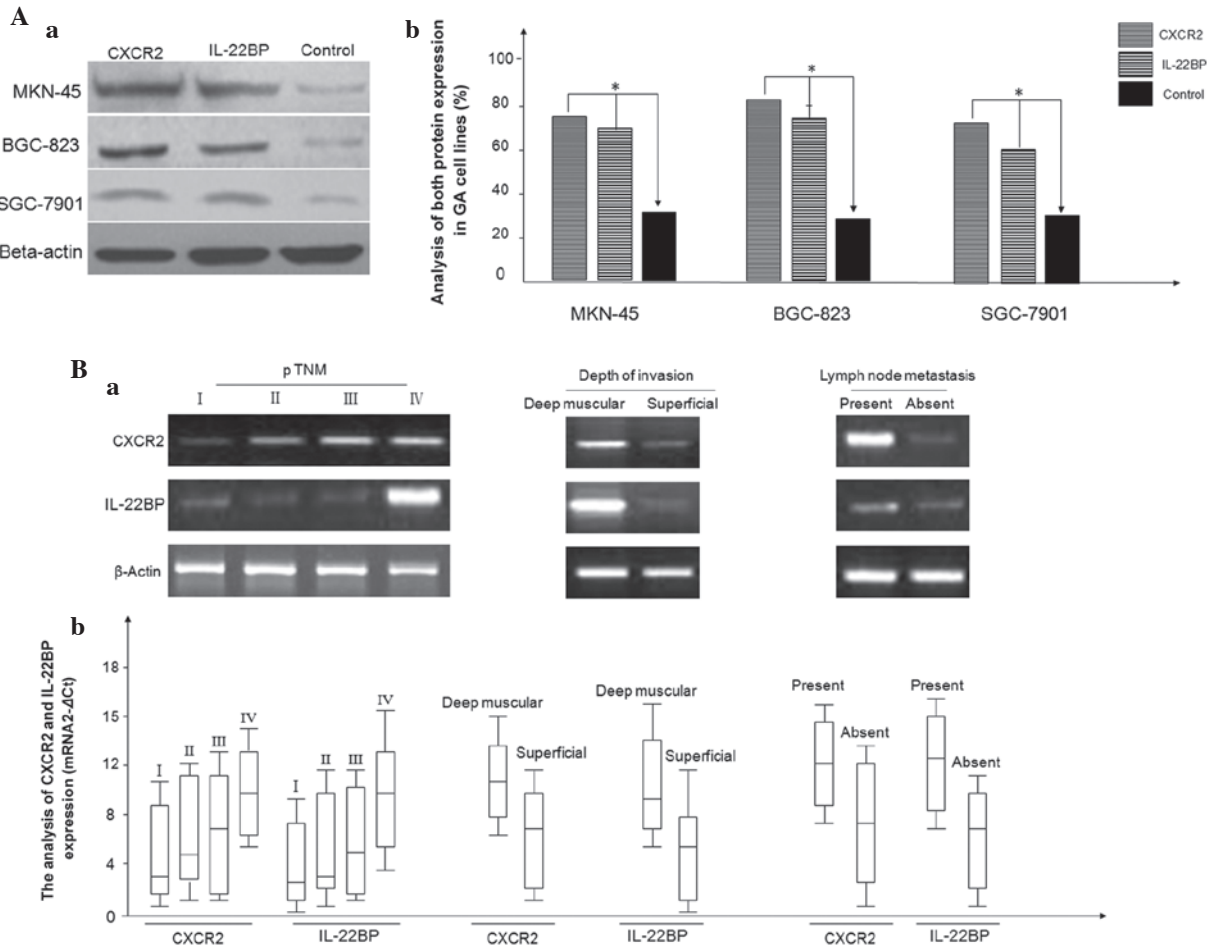 A
a
CXCR2 IL-22BP Control
MKN-45
BGC-823
SGC-7901
Beta-actin
b
Analysis of both protein expression
in GA cell lines (%)
100
80
60
40
20
0
* * *
MKN-45 BGC-823 SGC-7901
CXCR2
IL-22BP
Control
B
a
p TNM
I II III IV
CXCR2
IL-22BP
β-Actin
Depth of invasion
Deep muscular Superficial
Lymph node metastasis
Present Absent
b
The analysis of CXCR2 and IL-22BP
expression (mRNA2-ΔCt)
18
15
12
8
4
0
I II III IV
I II III IV
Deep muscular
Superficial
Deep muscular
Superficial
Present
Absent
Present
Absent
CXCR2 IL-22BP CXCR2 IL-22BP CXCR2 IL-22BP